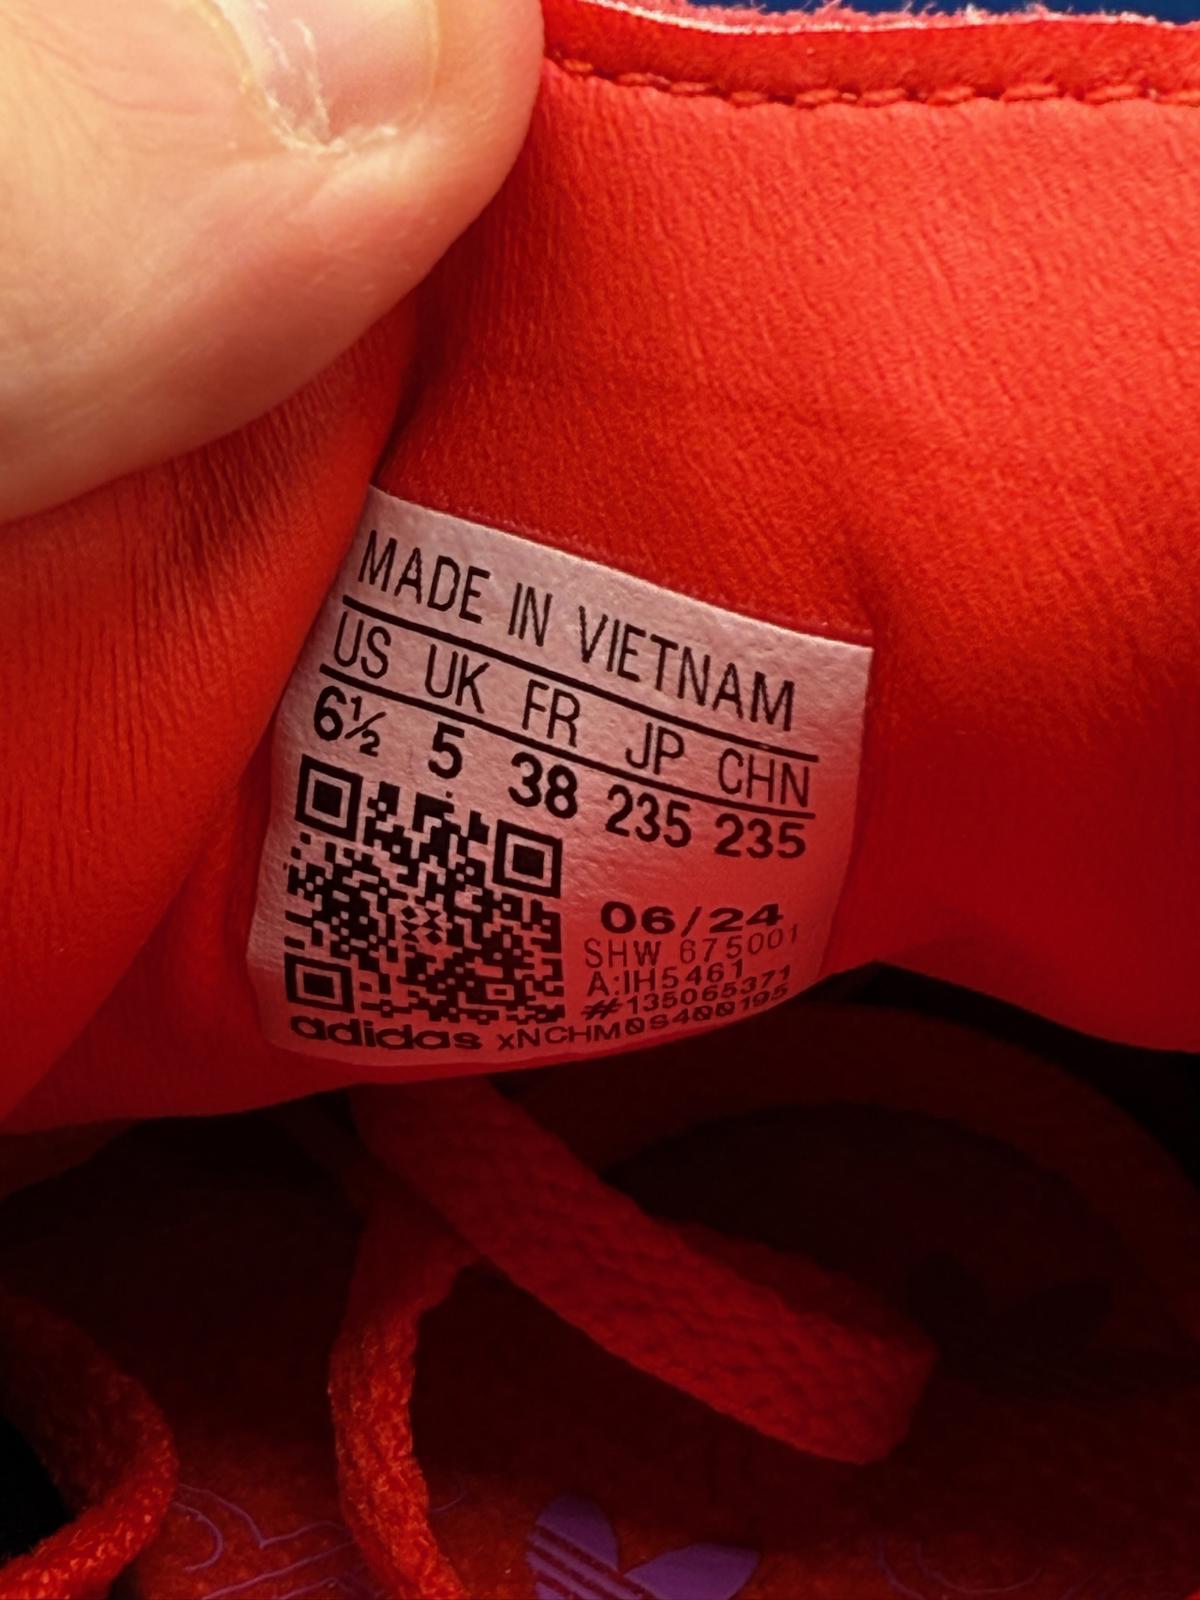 MADE IN VIETNAM
US UK FR JP CHN
6½ 5 38 235 235
06/24
SHW 675001
A:IH5461
#135065371
adidas xNCHM0S400195